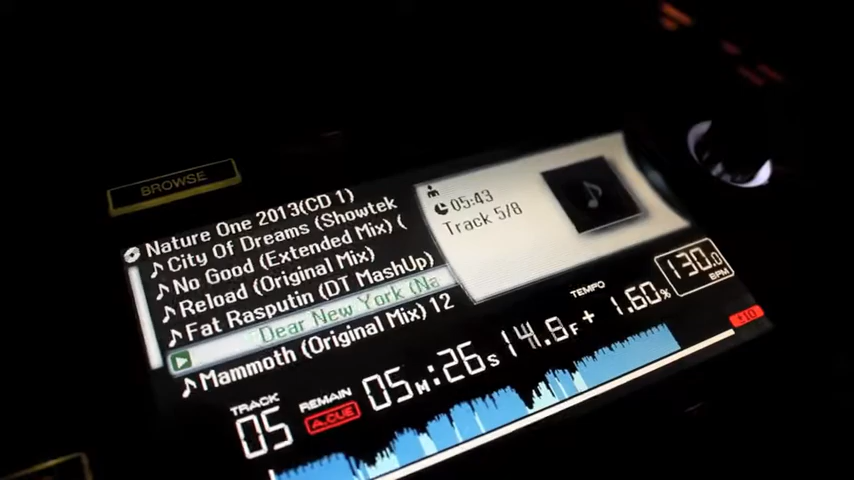 BROWSE
Nature One 2013(CD 1)
City Of Dreams (Showtek
No Good (Extended Mix) (
Reload (Original Mix)
Fat Rasputin (DT MashUp)
Dear New York (Na
Mammoth (Original Mix) 12
05:43
Track 5/8
TRACK
05
REMAIN
A.CUE
05M:26S14.8F
TEMPO
+1.60%
130.0
BPM
±10